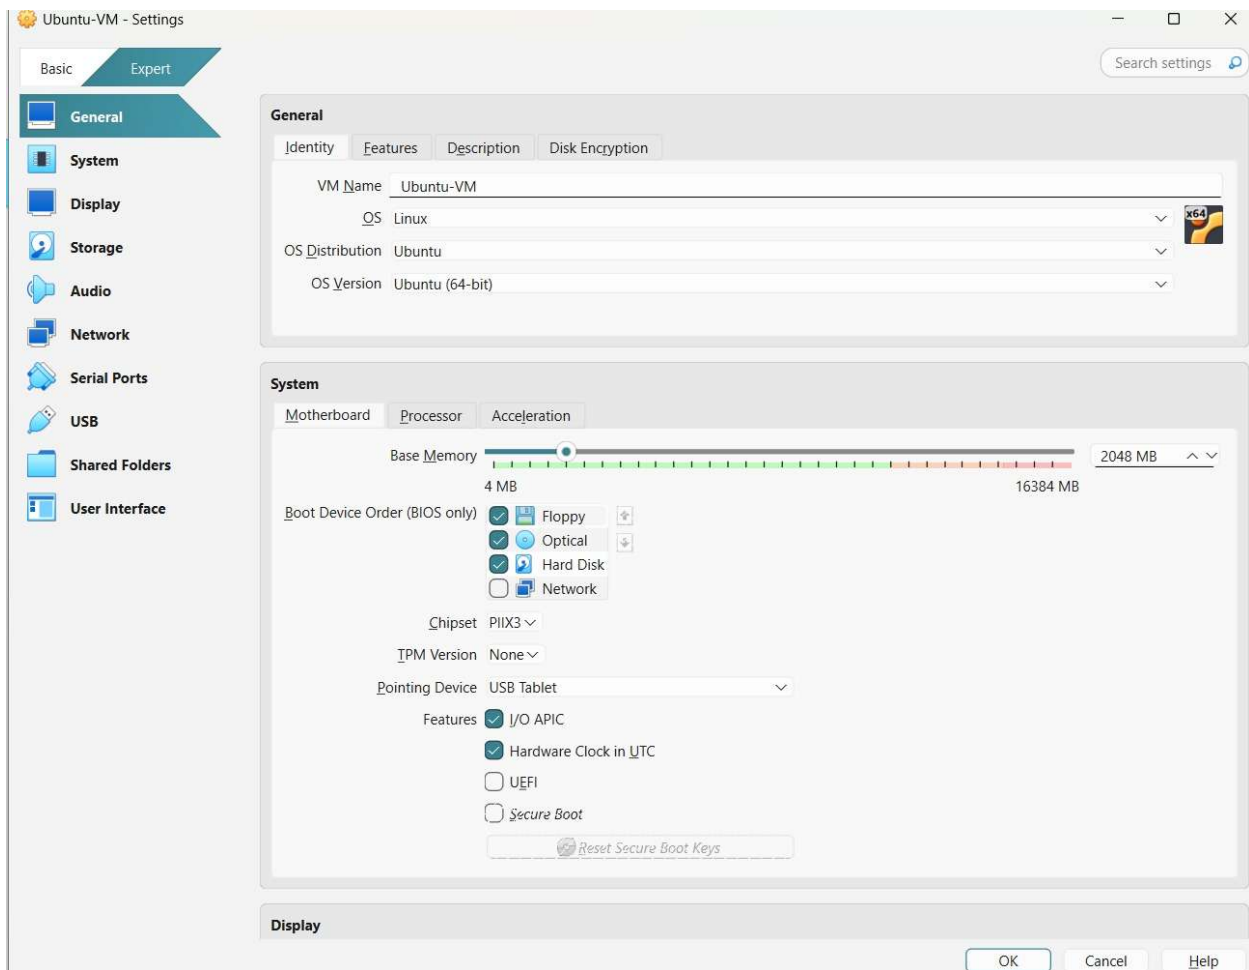 Ubuntu-VM - Settings
Basic
Expert
Search settings
General
System
Display
Storage
Audio
Network
Serial Ports
USB
Shared Folders
User Interface
General
Identity
Features
Description
Disk Encryption
VM Name Ubuntu-VM
OS Linux
x64
OS Distribution Ubuntu
OS Version Ubuntu (64-bit)
System
Motherboard
Processor
Acceleration
Base Memory
2048 MB
4 MB
16384 MB
Boot Device Order (BIOS only)
Floppy
Optical
Hard Disk
Network
Chipset PIIX3
TPM Version None
Pointing Device USB Tablet
Features I/O APIC
Hardware Clock in UTC
UEFI
Secure Boot
Reset Secure Boot Keys
Display
OK
Cancel
Help